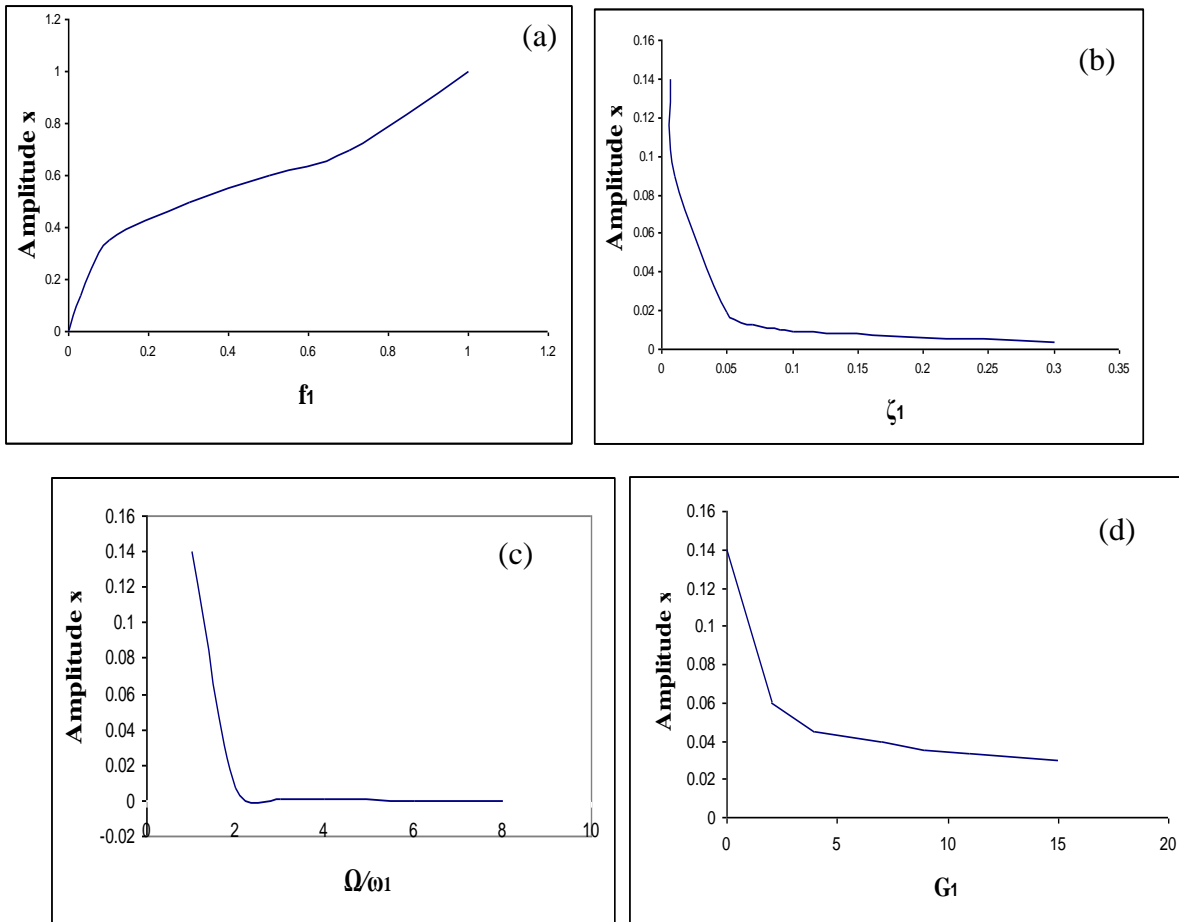 (a)
1.2
1
0.8
0.6
0.4
0.2
0
0 0.2 0.4 0.6 0.8 1 1.2
Amplitude x
f1
(b)
0.16
0.14
0.12
0.1
0.08
0.06
0.04
0.02
0
0 0.05 0.1 0.15 0.2 0.25 0.3 0.35
Amplitude x
ζ1
(c)
0.16
0.14
0.12
0.1
0.08
0.06
0.04
0.02
0
-0.02
0 2 4 6 8 10
Amplitude x
Ω/ω1
(d)
0.16
0.14
0.12
0.1
0.08
0.06
0.04
0.02
0
0 5 10 15 20
Amplitude x
G1